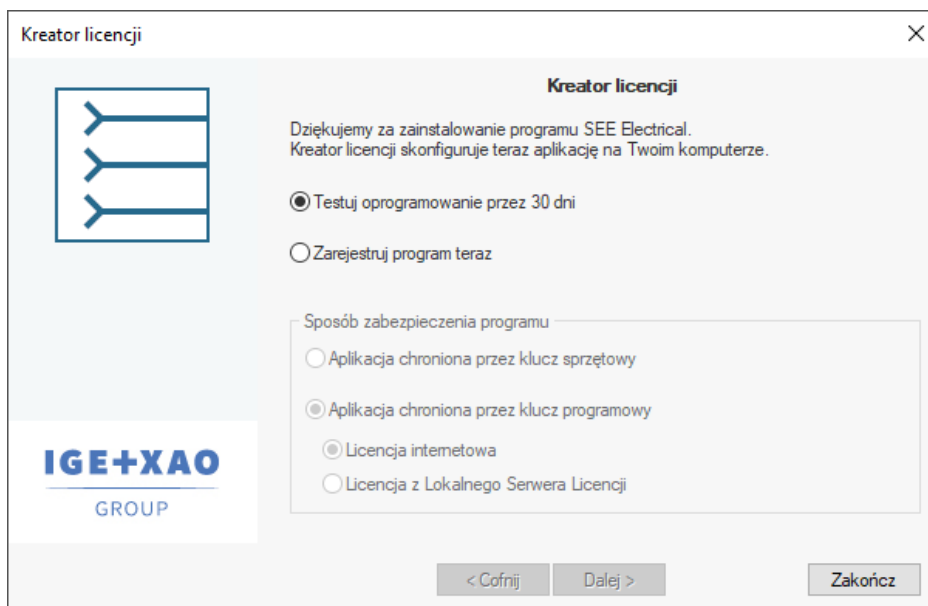 Kreator licencji
Kreator licencji
Dziękujemy za zainstalowanie programu SEE Electrical.
Kreator licencji skonfiguruje teraz aplikację na Twoim komputerze.
Testuj oprogramowanie przez 30 dni
Zarejestruj program teraz
Sposób zabezpieczenia programu
Aplikacja chroniona przez klucz sprzętowy
Aplikacja chroniona przez klucz programowy
Licencja internetowa
Licencja z Lokalnego Serwera Licencji
IGE+XAO
GROUP
< Cofnij
Dalej >
Zakończ